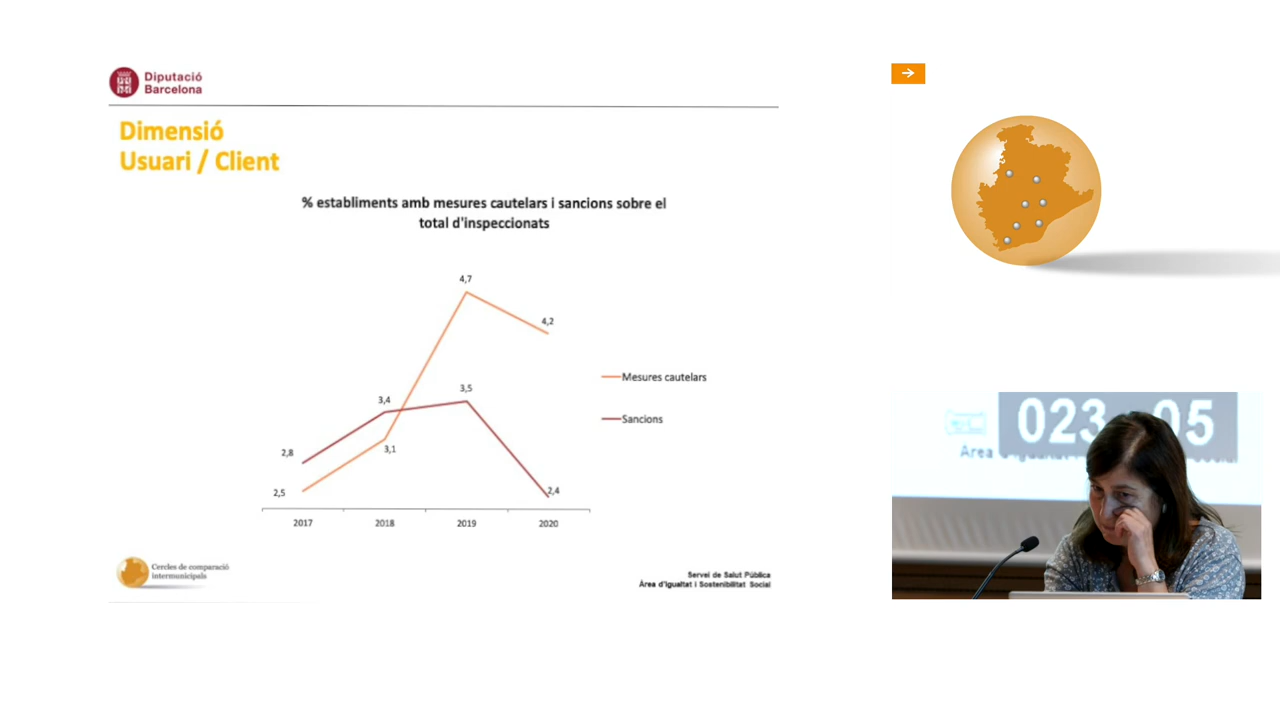 Diputació
Barcelona
Dimensió
Usuari / Client
% establiments amb mesures cautelars i sancions sobre el
total d'inspeccionats
4,7
4,2
3,5
3,4
3,1
2,8
2,5
2,4
Mesures cautelars
Sancions
2017
2018
2019
2020
Cercles de comparació
intermunicipals
Servei de Salut Pública
Àrea d'Igualtat i Sostenibilitat Social
023
05
Àrea